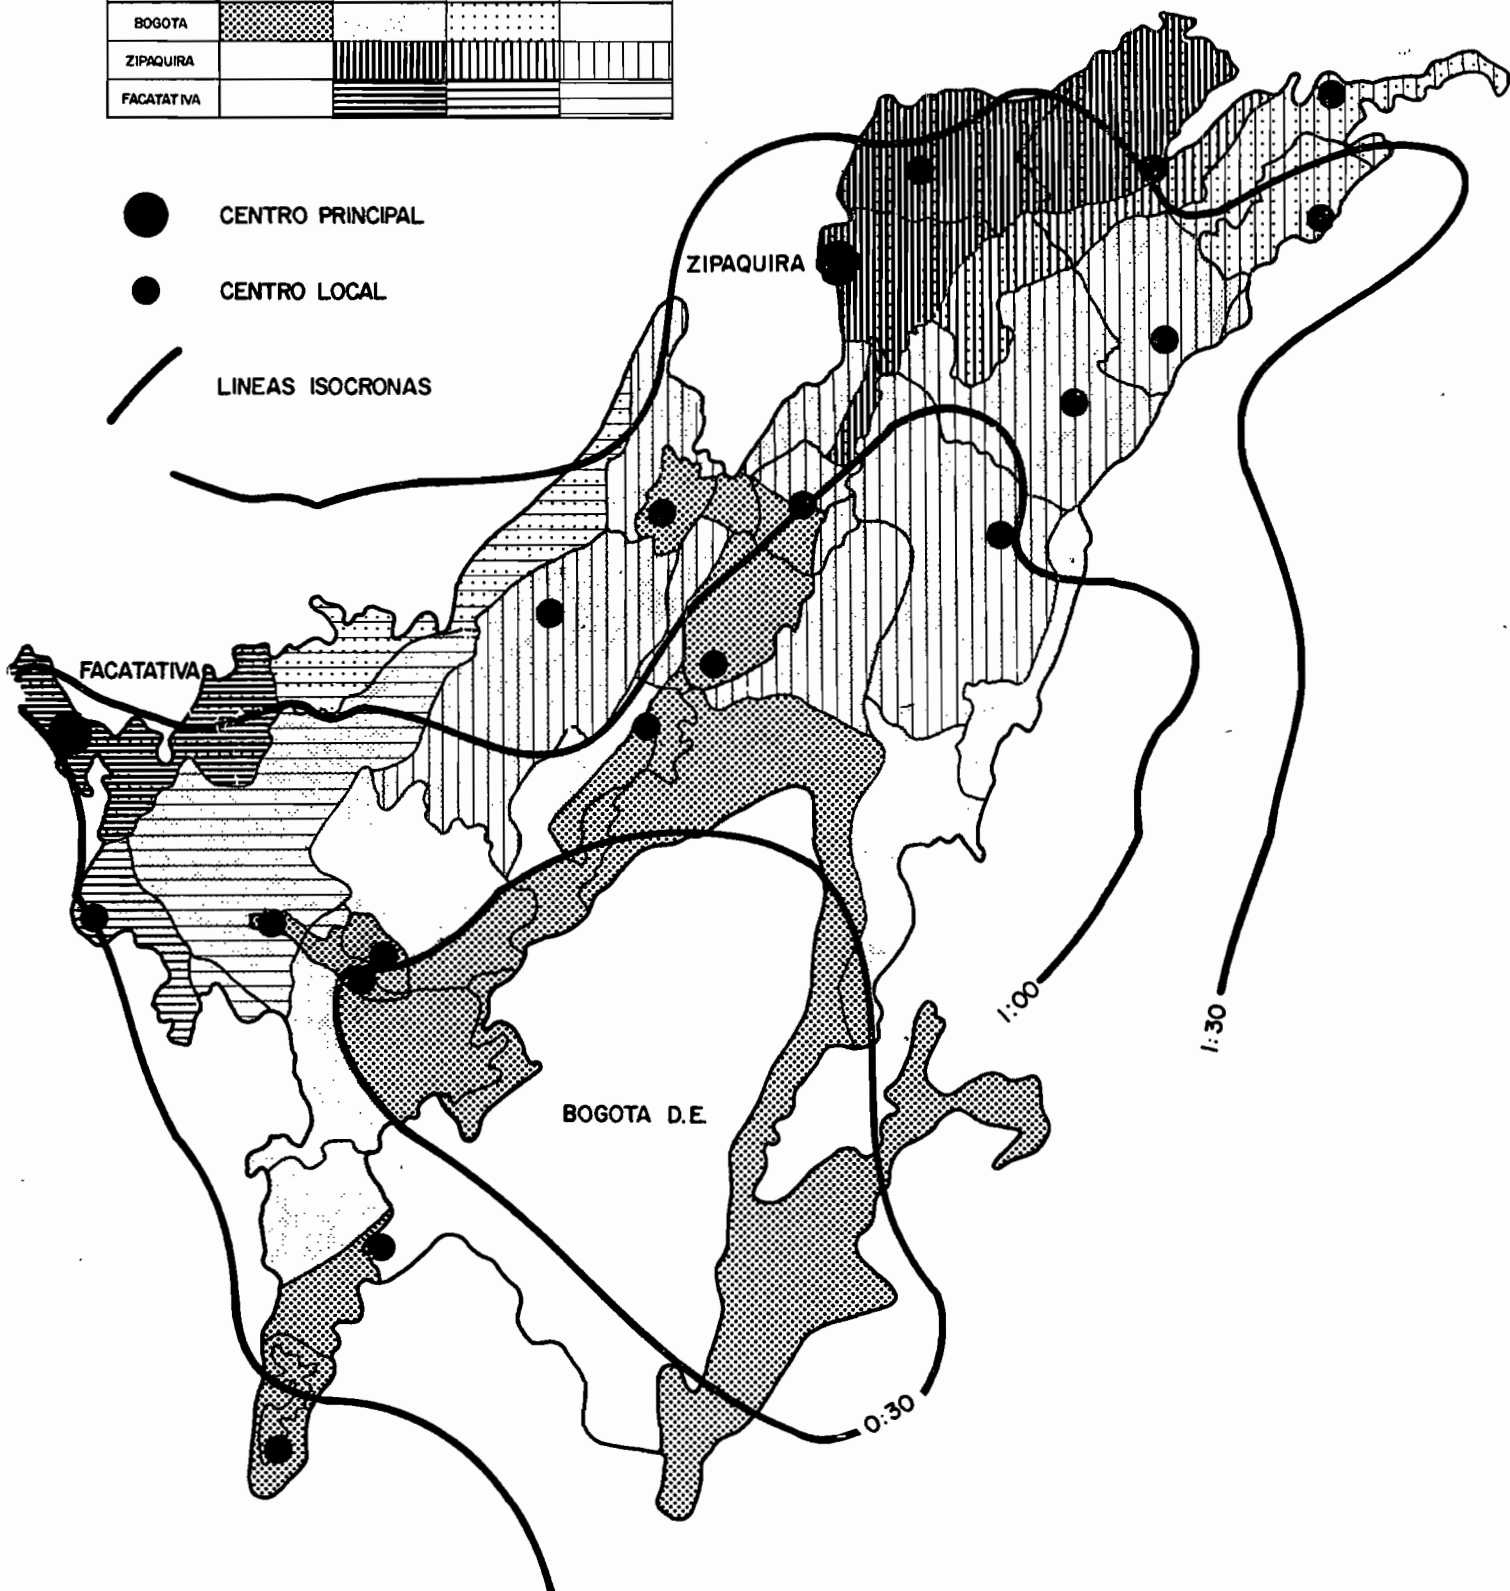 BOGOTA
ZIPAQUIRA
FACATATIVA
CENTRO PRINCIPAL
CENTRO LOCAL
LINEAS ISOCRONAS
ZIPAQUIRA
FACATATIVA
BOGOTA D.E.
1:00
1:30
0:30